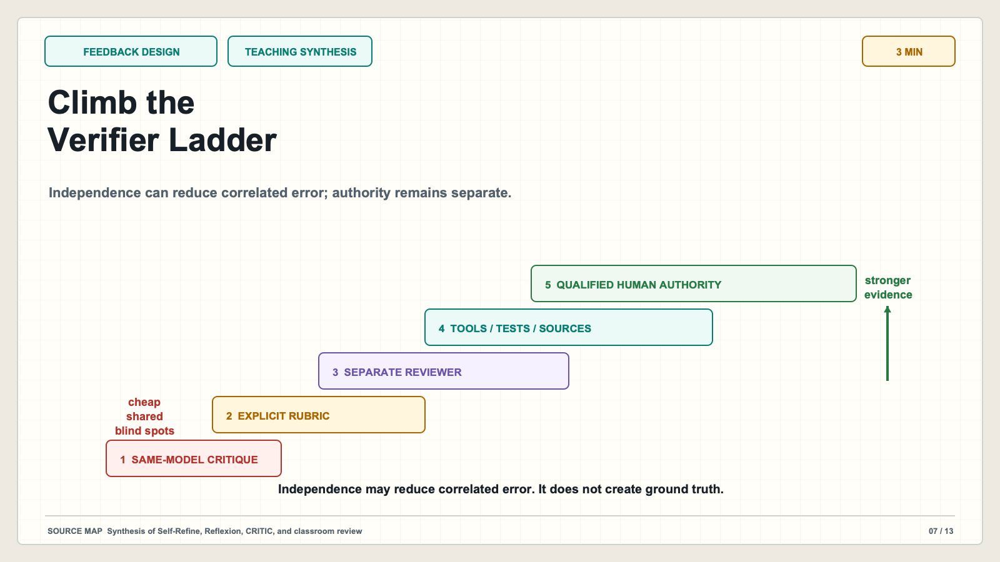 FEEDBACK DESIGN
TEACHING SYNTHESIS
3 MIN
Climb the
Verifier Ladder
Independence can reduce correlated error; authority remains separate.
5 QUALIFIED HUMAN AUTHORITY
stronger
evidence
4 TOOLS / TESTS / SOURCES
3 SEPARATE REVIEWER
cheap
shared
blind spots
2 EXPLICIT RUBRIC
1 SAME-MODEL CRITIQUE
Independence may reduce correlated error. It does not create ground truth.
SOURCE MAP Synthesis of Self-Refine, Reflexion, CRITIC, and classroom review
07 / 13